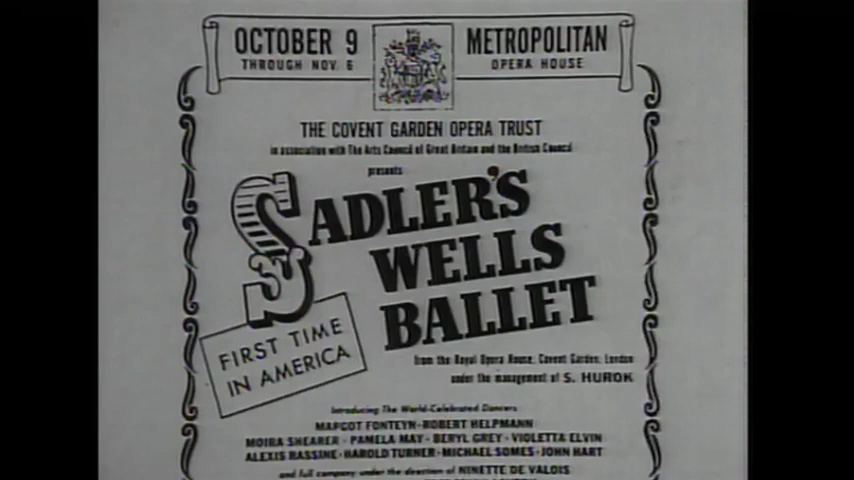 OCTOBER 9
THROUGH NOV. 6
METROPOLITAN
OPERA HOUSE
THE COVENT GARDEN OPERA TRUST
in association with The Arts Council of Great Britain and the British Council
presents
SADLER'S
WELLS
BALLET
FIRST TIME
IN AMERICA
from the Royal Opera House, Covent Garden, London
under the management of S. HUROK
Introducing The World-Celebrated Dancers
MARGOT FONTEYN · ROBERT HELPMANN
MOIRA SHEARER · PAMELA MAY · BERYL GREY · VIOLETTA ELVIN
ALEXIS RASSINE · HAROLD TURNER · MICHAEL SOMES · JOHN HART
and full company under the direction of NINETTE DE VALOIS